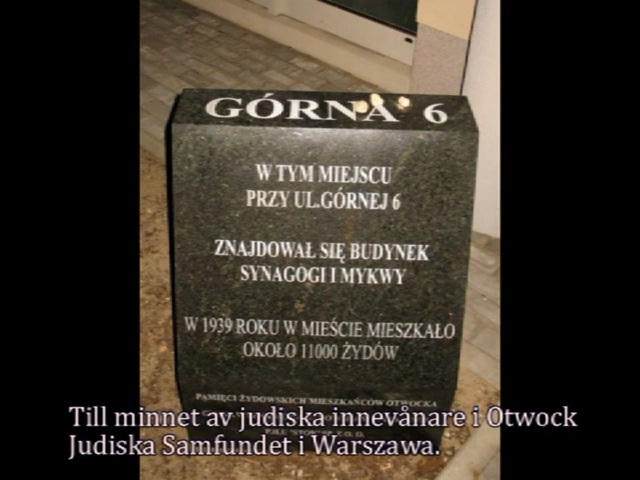 GÓRNA 6
W TYM MIEJSCU
PRZY UL.GÓRNEJ 6
ZNAJDOWAŁ SIĘ BUDYNEK
SYNAGOGI I MYKWY
W 1939 ROKU W MIEŚCIE MIESZKAŁO
OKOŁO 11000 ŻYDÓW
PAMIĘCI ŻYDOWSKICH MIESZKAŃCÓW OTWOCKA
Till minnet av judiska innevånare i Otwock
Judiska Samfundet i Warszawa.